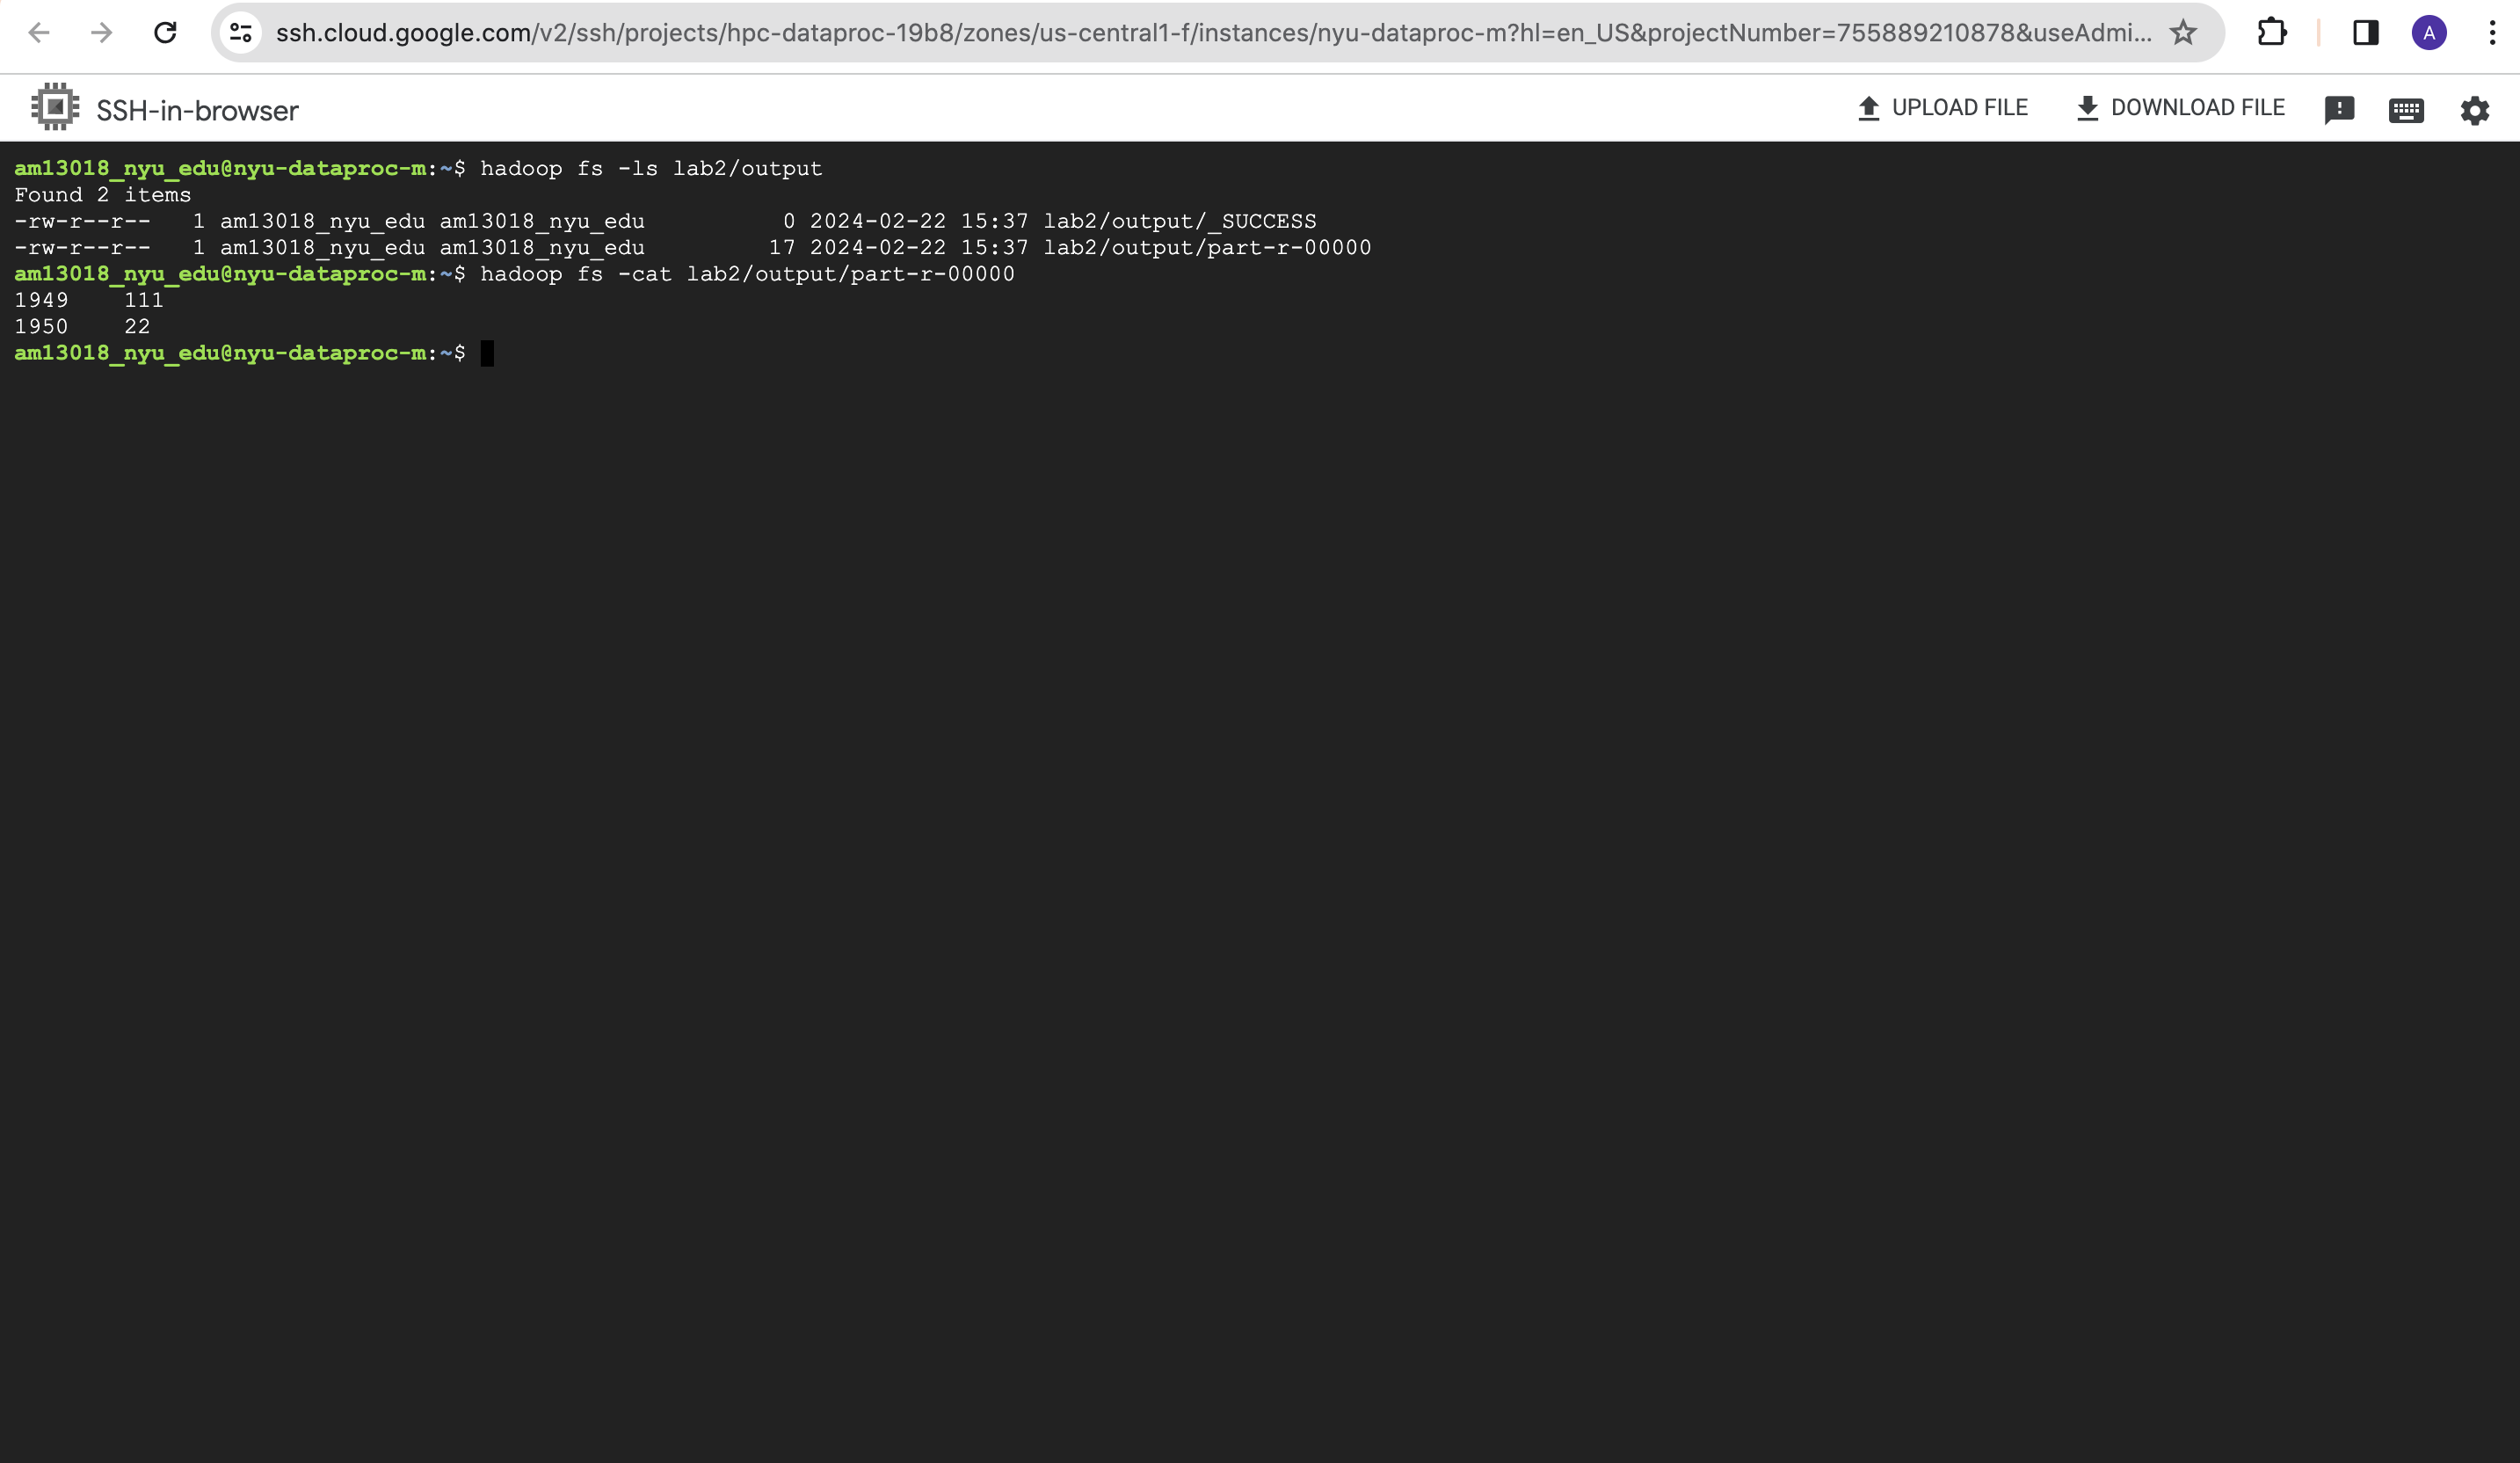 ssh.cloud.google.com/v2/ssh/projects/hpc-dataproc-19b8/zones/us-central1-f/instances/nyu-dataproc-m?hl=en_US&projectNumber=755889210878&useAdmi...
A
SSH-in-browser
UPLOAD FILE
DOWNLOAD FILE
am13018_nyu_edu@nyu-dataproc-m:~$ hadoop fs -ls lab2/output
Found 2 items
-rw-r--r--   1 am13018_nyu_edu am13018_nyu_edu          0 2024-02-22 15:37 lab2/output/_SUCCESS
-rw-r--r--   1 am13018_nyu_edu am13018_nyu_edu         17 2024-02-22 15:37 lab2/output/part-r-00000
am13018_nyu_edu@nyu-dataproc-m:~$ hadoop fs -cat lab2/output/part-r-00000
1949    111
1950    22
am13018_nyu_edu@nyu-dataproc-m:~$